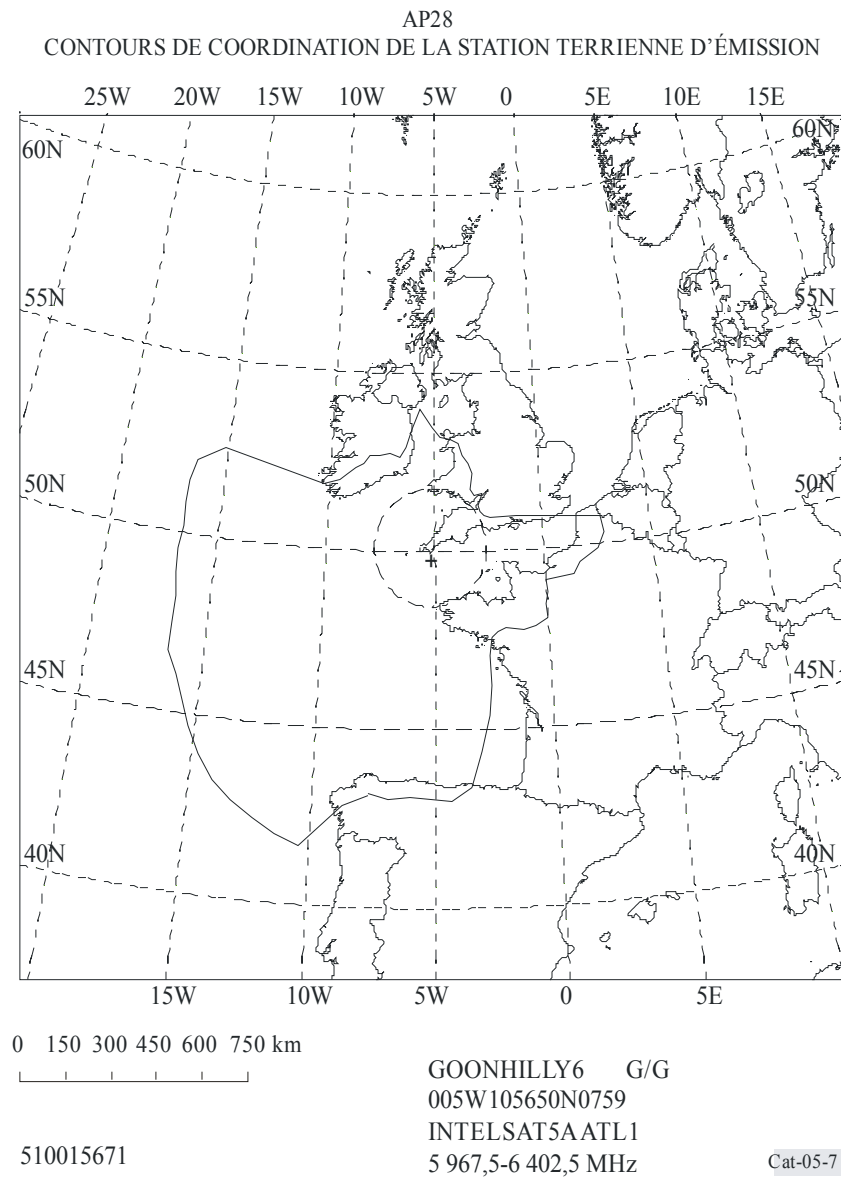 AP28
CONTOURS DE COORDINATION DE LA STATION TERRIENNE D’ÉMISSION
25W 20W 15W 10W 5W 0 5E 10E 15E
60N 60N
55N 55N
50N 50N
45N 45N
40N 40N
15W 10W 5W 0 5E
0 150 300 450 600 750 km
GOONHILLY6 G/G
005W105650N0759
INTELSAT5AATL1
510015671 5 967,5-6 402,5 MHz Cat-05-7